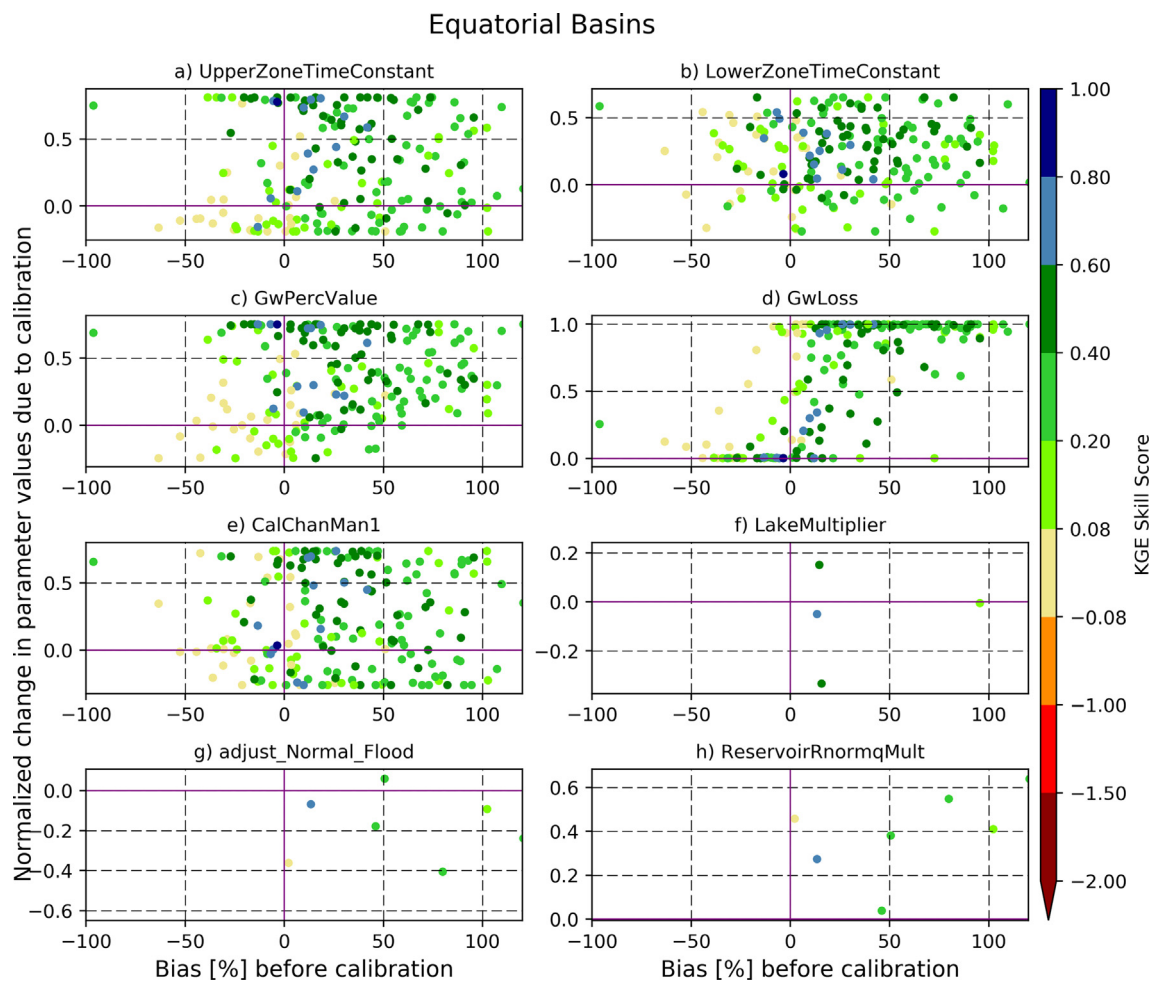 Equatorial Basins
a) UpperZoneTimeConstant
b) LowerZoneTimeConstant
0.5
0.0
−100 −50 0 50 100
0.5
0.0
−100 −50 0 50 100
c) GwPercValue
d) GwLoss
0.5
0.0
−100 −50 0 50 100
1.0
0.5
0.0
−100 −50 0 50 100
e) CalChanMan1
f) LakeMultiplier
0.5
0.0
−100 −50 0 50 100
0.2
0.0
−0.2
−100 −50 0 50 100
g) adjust_Normal_Flood
h) ReservoirRnormqMult
0.0
−0.2
−0.4
−0.6
−100 −50 0 50 100
0.6
0.4
0.2
0.0
−100 −50 0 50 100
Bias [%] before calibration
Bias [%] before calibration
Normalized change in parameter values due to calibration
1.00
0.80
0.60
0.40
0.20
0.08
−0.08
−1.00
−1.50
−2.00
KGE Skill Score